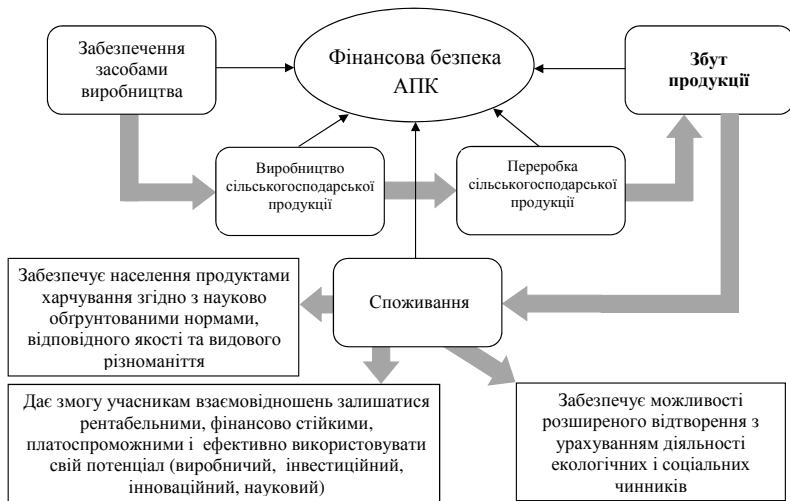 Забезпечення
засобами
виробництва
Фінансова безпека
АПК
Збут
продукції
Виробництво
сільськогосподарської
продукції
Переробка
сільськогосподарської
продукції
Споживання
Забезпечує населення продуктами
харчування згідно з науково
обґрунтованими нормами,
відповідного якості та видового
різноманіття
Дає змогу учасникам взаємовідношень залишатися
рентабельними, фінансово стійкими,
платоспроможними і ефективно використовувати
свій потенціал (виробничий, інвестиційний,
інноваційний, науковий)
Забезпечує можливості
розширеного відтворення з
урахуванням діяльності
екологічних і соціальних
чинників